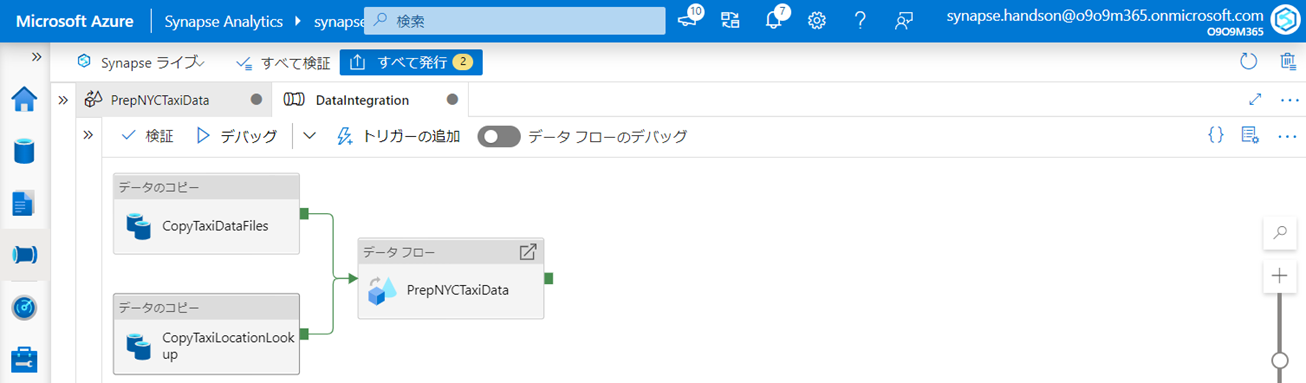 Microsoft Azure
Synapse Analytics
synapse
検索
10
7
synapse.handson@o9o9m365.onmicrosoft.com
O9O9M365
Synapse ライブ
すべて検証
すべて発行
2
PrepNYCTaxiData
DataIntegration
検証
デバッグ
トリガーの追加
データ フローのデバッグ
データのコピー
CopyTaxiDataFiles
データ フロー
PrepNYCTaxiData
データのコピー
CopyTaxiLocationLook
up